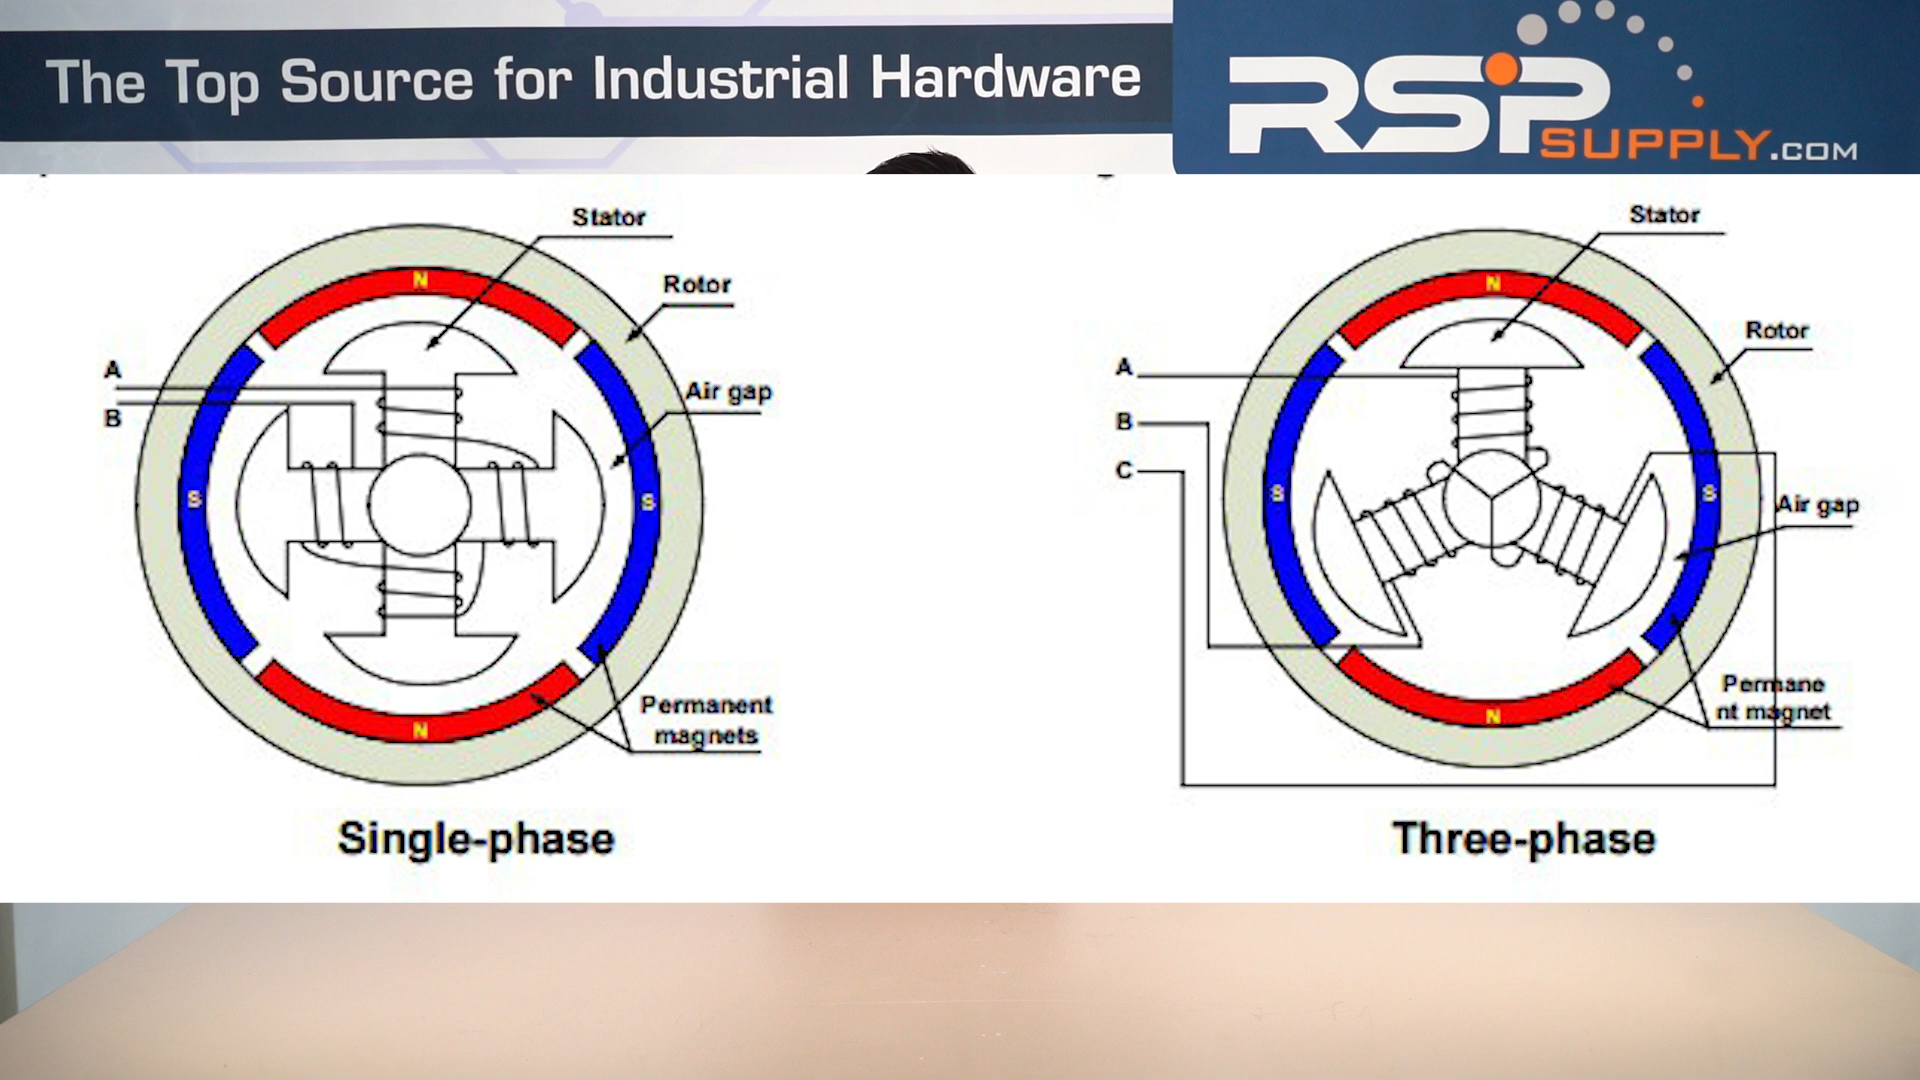 The Top Source for Industrial Hardware
RSP
SUPPLY.COM
Stator
Rotor
Air gap
A
B
N
S
S
N
Permanent
magnets
Single-phase
Stator
Rotor
A
B
C
N
S
S
Air gap
N
Permane
nt magnet
Three-phase